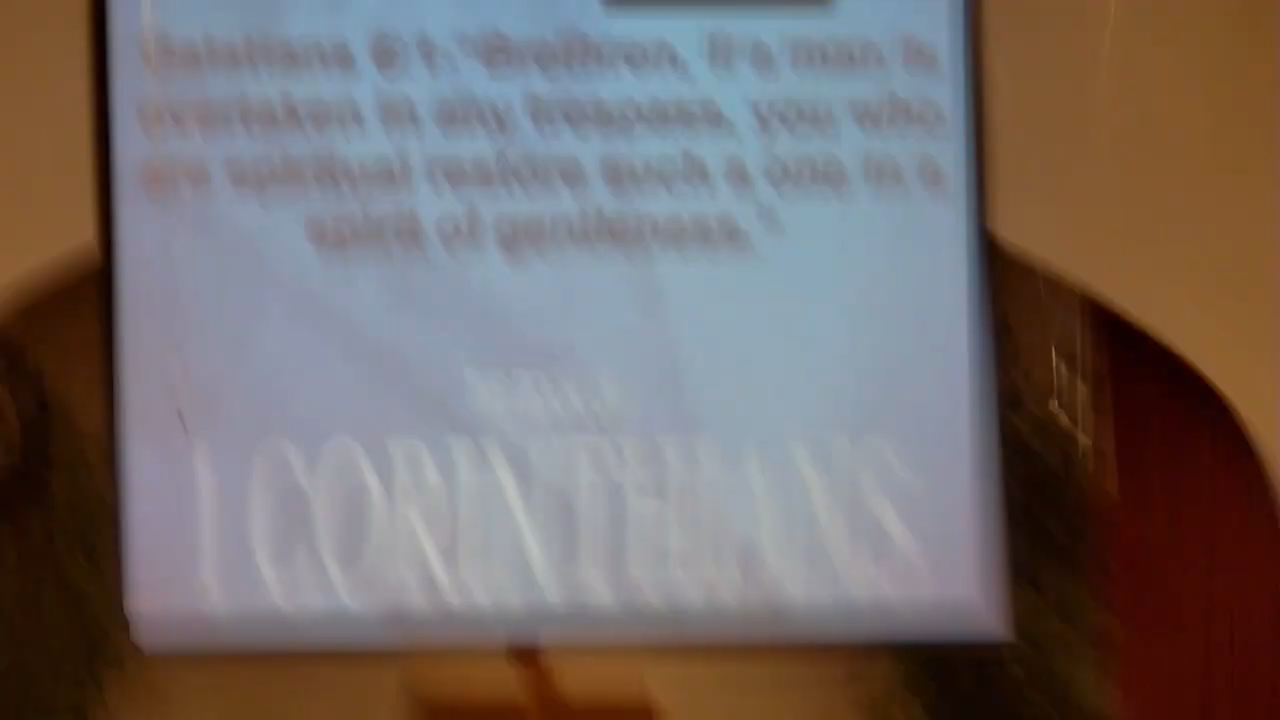 Galatians 6:1- "Brethren, if a man is
overtaken in any trespass, you who
are spiritual restore such a one in a
spirit of gentleness."
1 CORINTHIANS